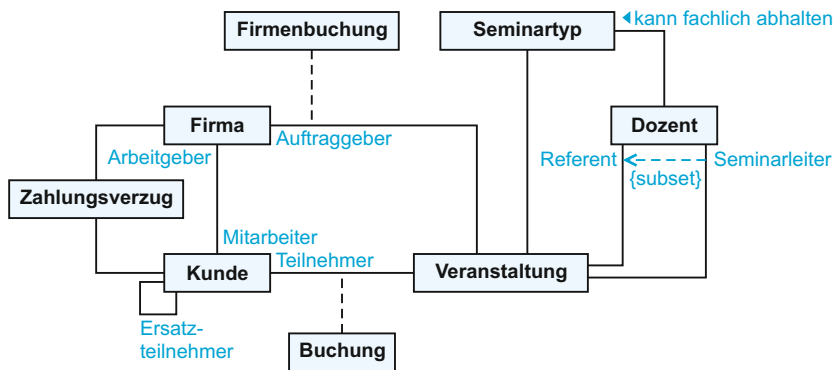 Firmenbuchung
Seminartyp
kann fachlich abhalten
Firma
Dozent
Auftraggeber
Arbeitgeber
Referent
Seminarleiter
{subset}
Zahlungsverzug
Mitarbeiter
Teilnehmer
Kunde
Veranstaltung
Ersatz-
teilnehmer
Buchung